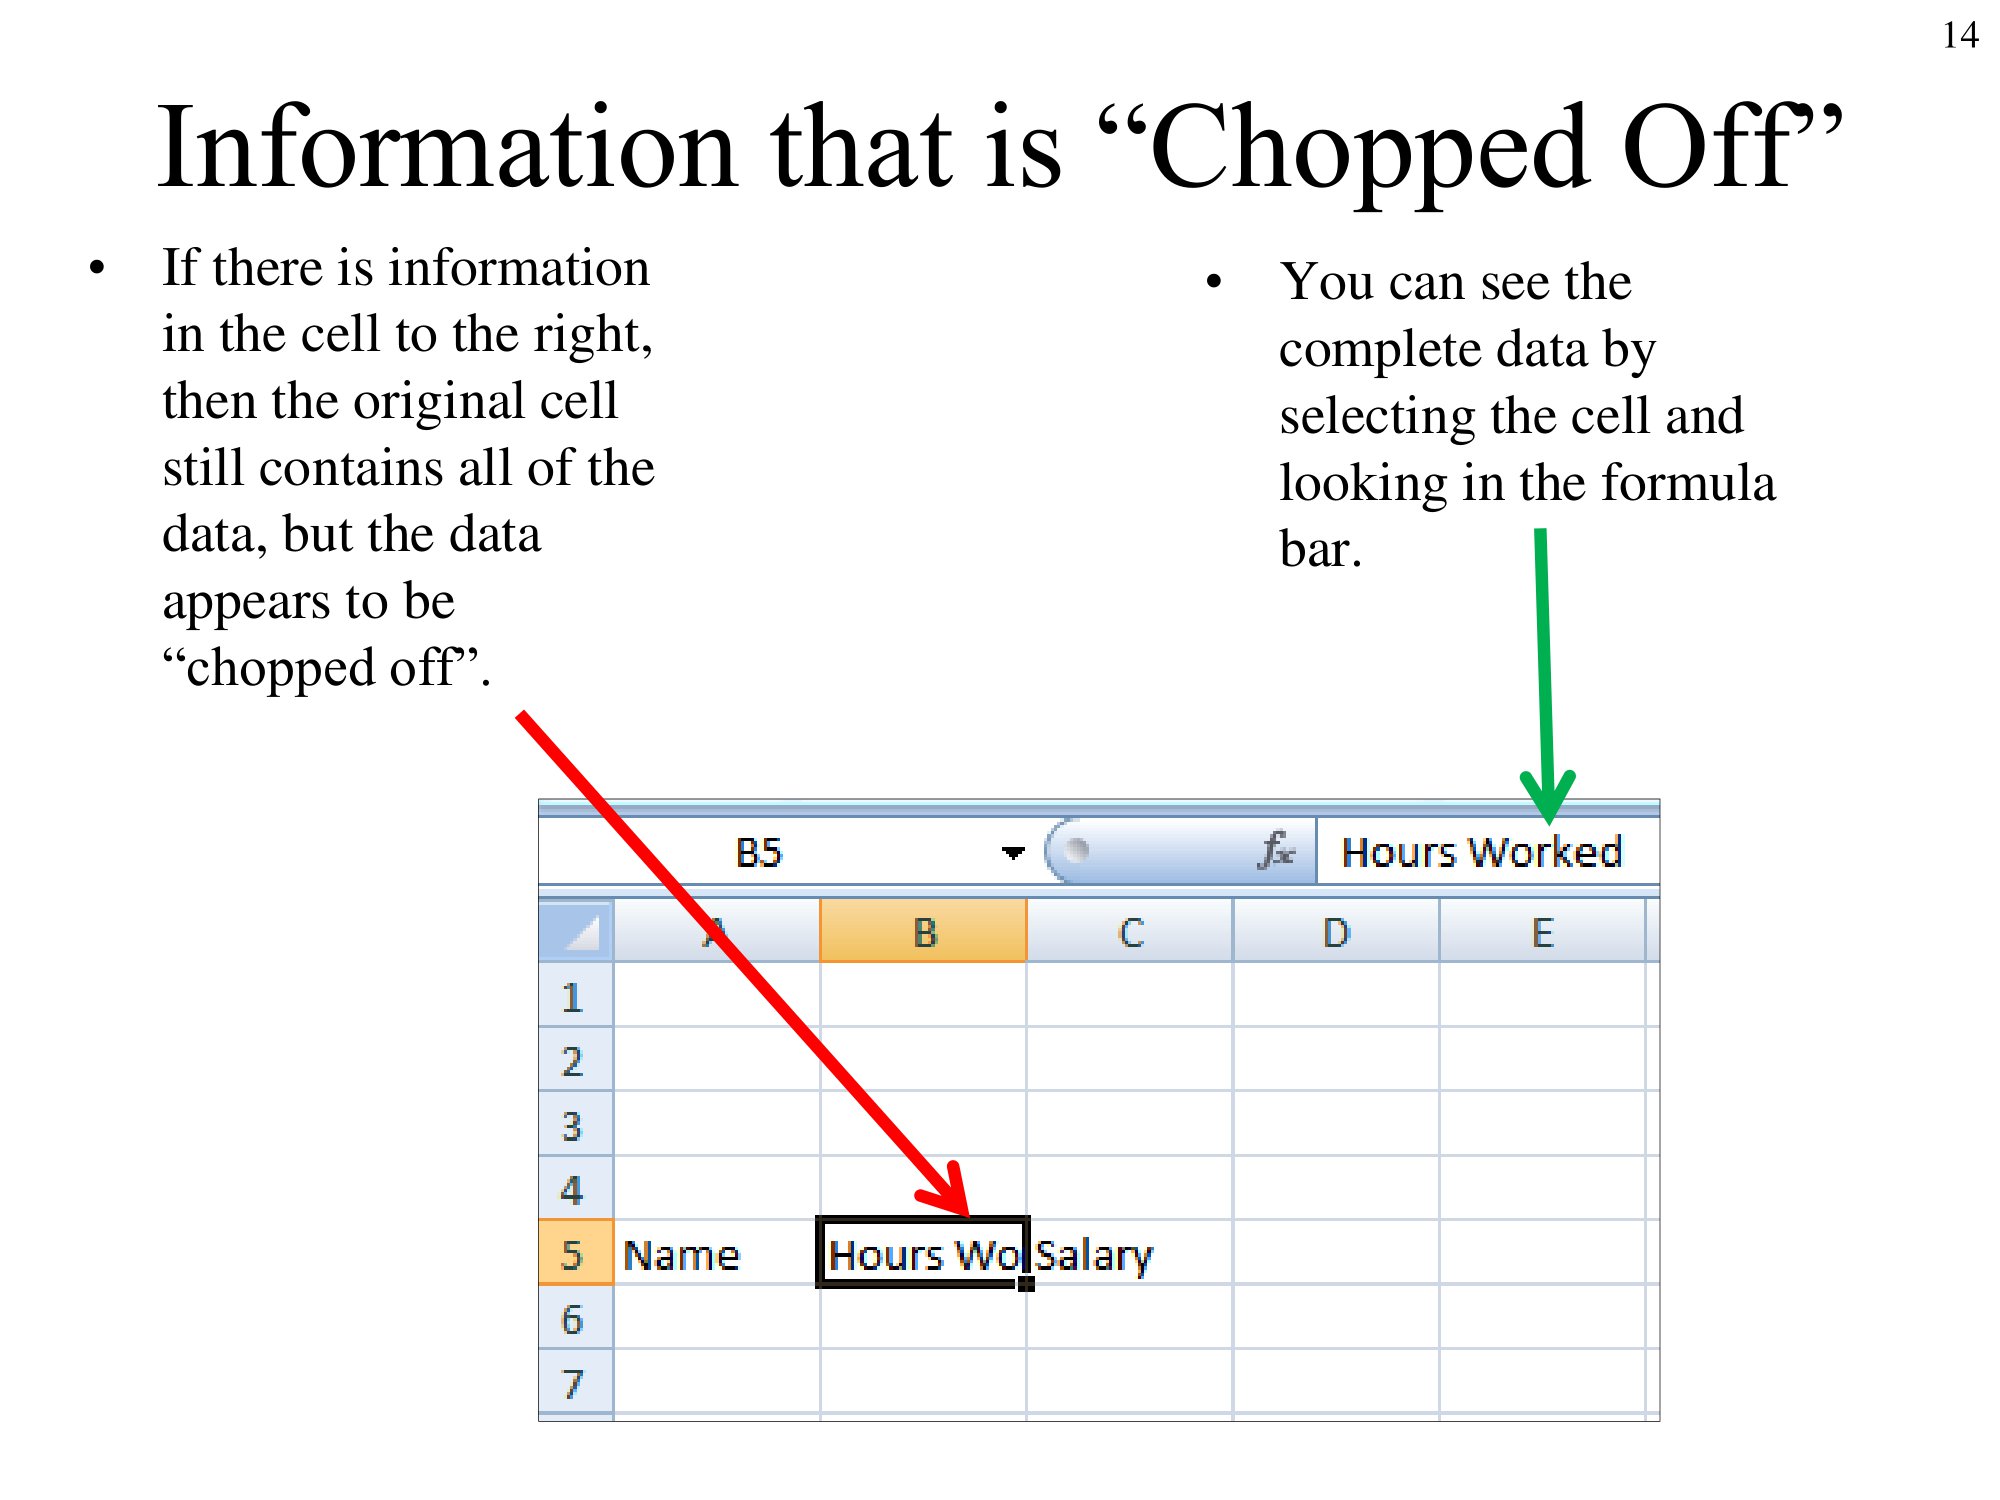 14
Information that is “Chopped Off”
• If there is information
in the cell to the right,
then the original cell
still contains all of the
data, but the data
appears to be
“chopped off”.
• You can see the
complete data by
selecting the cell and
looking in the formula
bar.
B5 fx Hours Worked
A B C D E
1
2
3
4
5 Name Hours Wo Salary
6
7